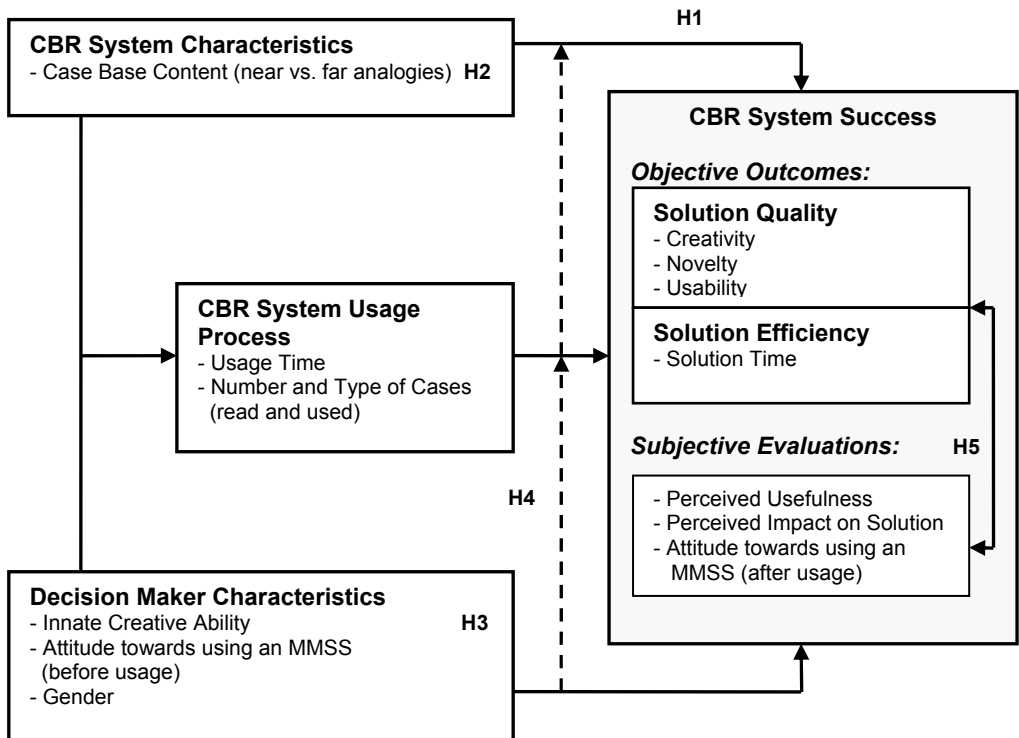 H1
CBR System Characteristics
- Case Base Content (near vs. far analogies) H2
CBR System Success
Objective Outcomes:
Solution Quality
- Creativity
- Novelty
- Usability
Solution Efficiency
- Solution Time
CBR System Usage
Process
- Usage Time
- Number and Type of Cases
(read and used)
Subjective Evaluations: H5
- Perceived Usefulness
- Perceived Impact on Solution
- Attitude towards using an
MMSS (after usage)
H4
Decision Maker Characteristics
- Innate Creative Ability H3
- Attitude towards using an MMSS
(before usage)
- Gender